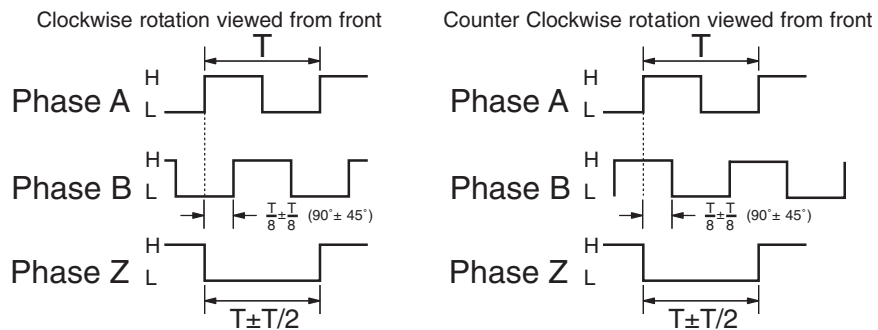 Clockwise rotation viewed from front
T
Phase A H L
Phase B H L
T/8±T/8 (90°± 45°)
Phase Z H L
T±T/2
Counter Clockwise rotation viewed from front
T
Phase A H L
Phase B H L
T/8±T/8 (90°± 45°)
Phase Z H L
T±T/2